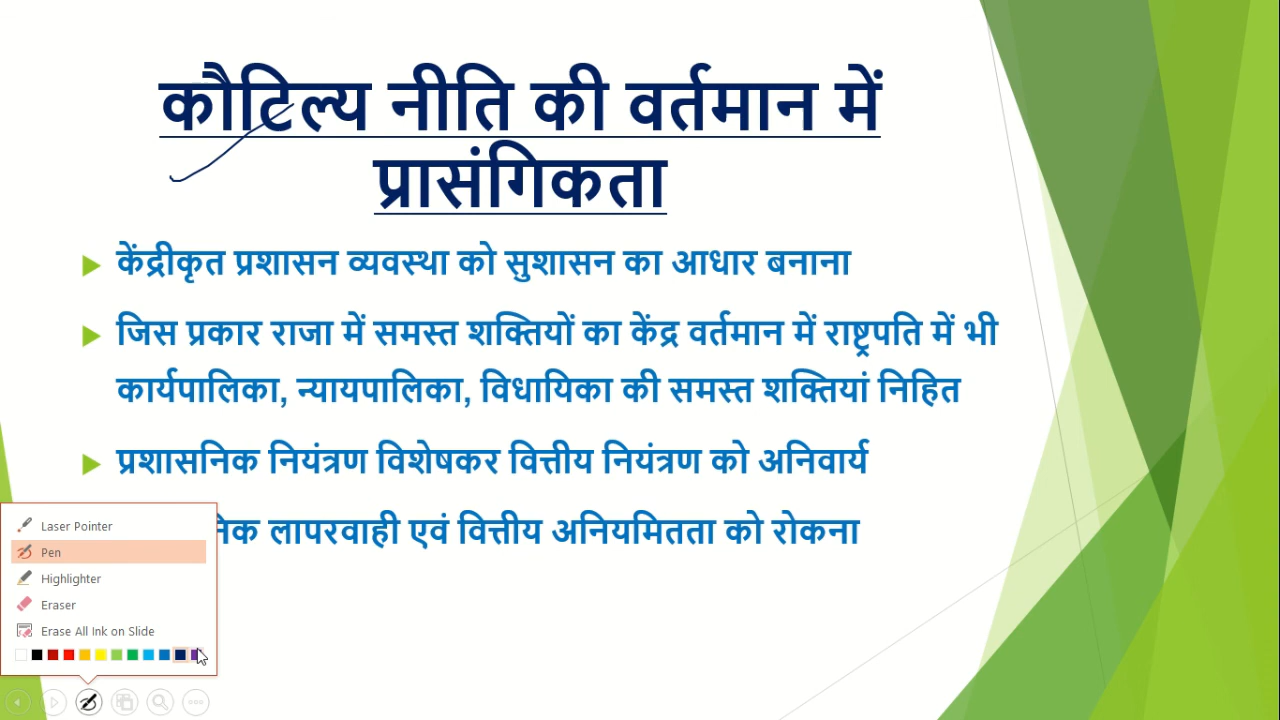 कौटिल्य नीति की वर्तमान में
प्रासंगिकता
केंद्रीकृत प्रशासन व्यवस्था को सुशासन का आधार बनाना
जिस प्रकार राजा में समस्त शक्तियों का केंद्र वर्तमान में राष्ट्रपति में भी
कार्यपालिका, न्यायपालिका, विधायिका की समस्त शक्तियां निहित
प्रशासनिक नियंत्रण विशेषकर वित्तीय नियंत्रण को अनिवार्य
लापरवाही एवं वित्तीय अनियमितता को रोकना
Laser Pointer
Pen
Highlighter
Eraser
Erase All Ink on Slide